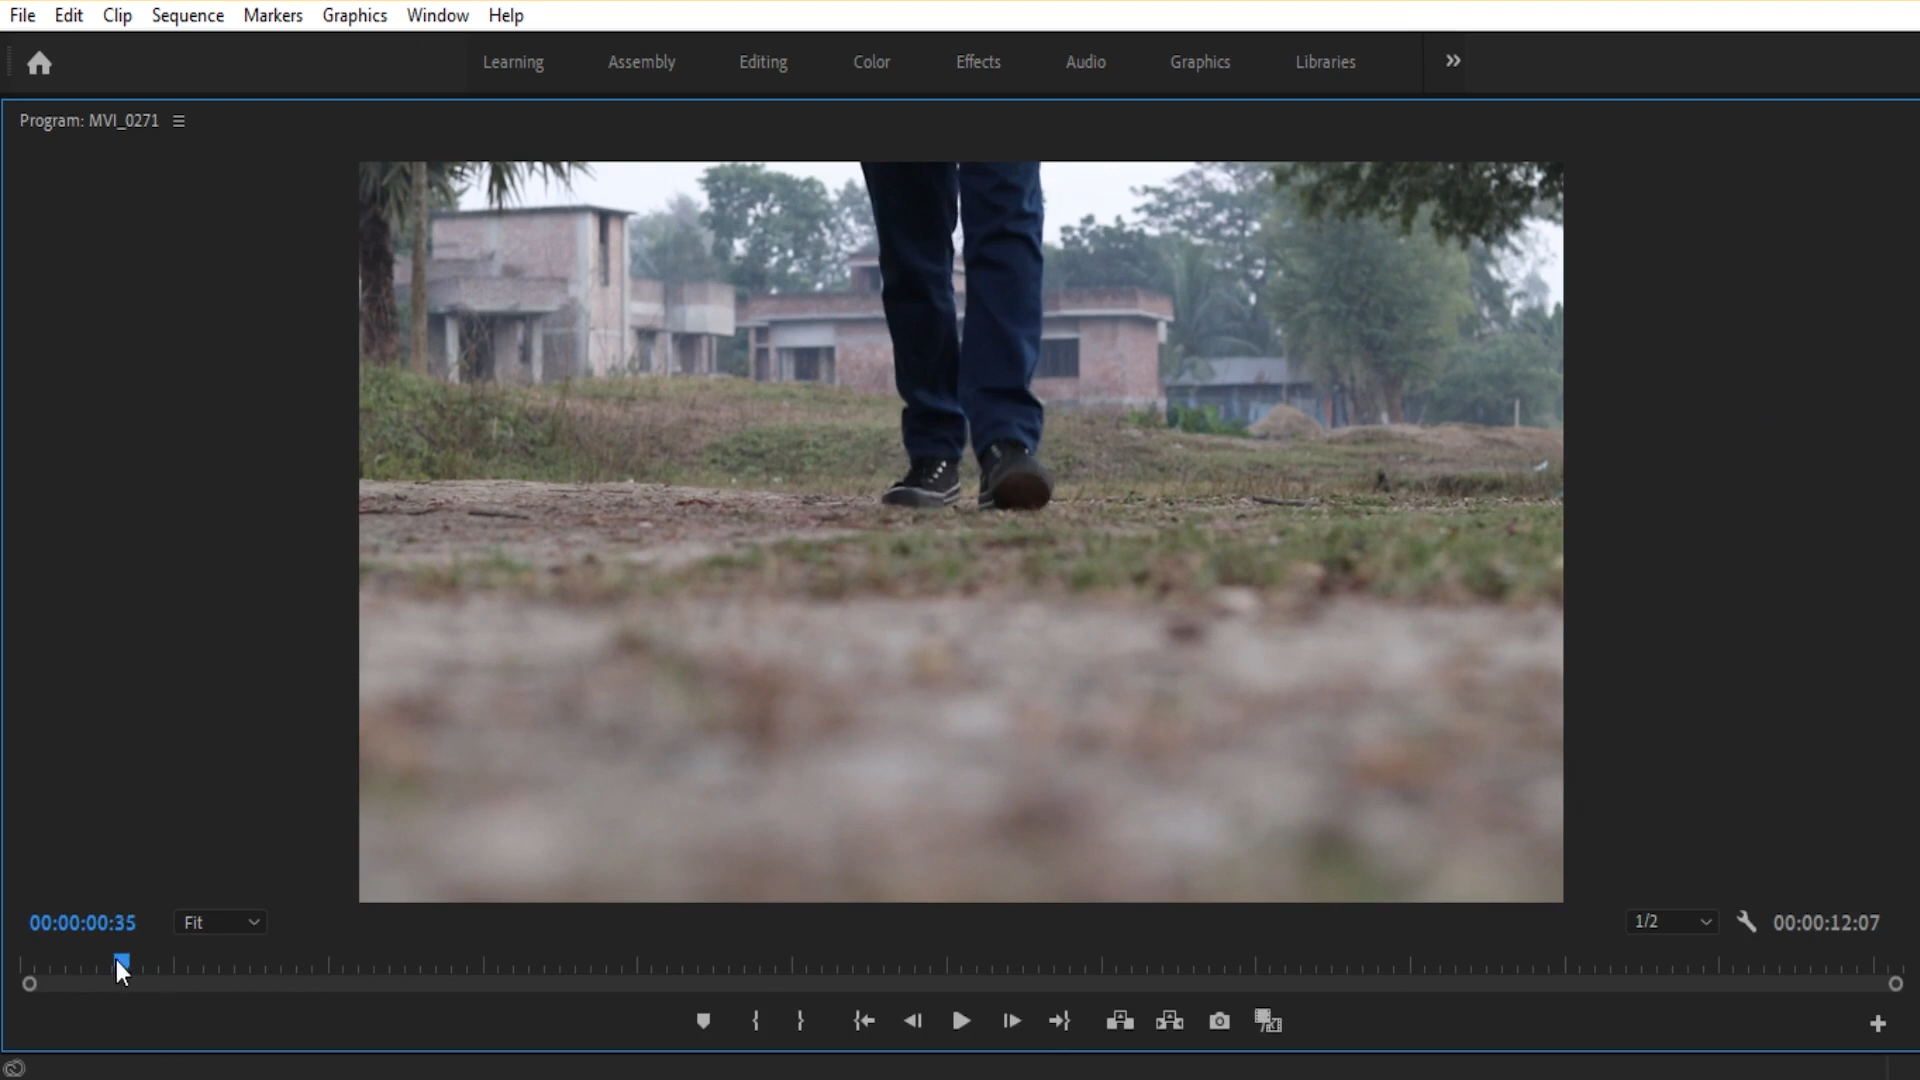 File Edit Clip Sequence Markers Graphics Window Help
Learning Assembly Editing Color Effects Audio Graphics Libraries
Program: MVI_0271
00:00:00:35 Fit 1/2 00:00:12:07